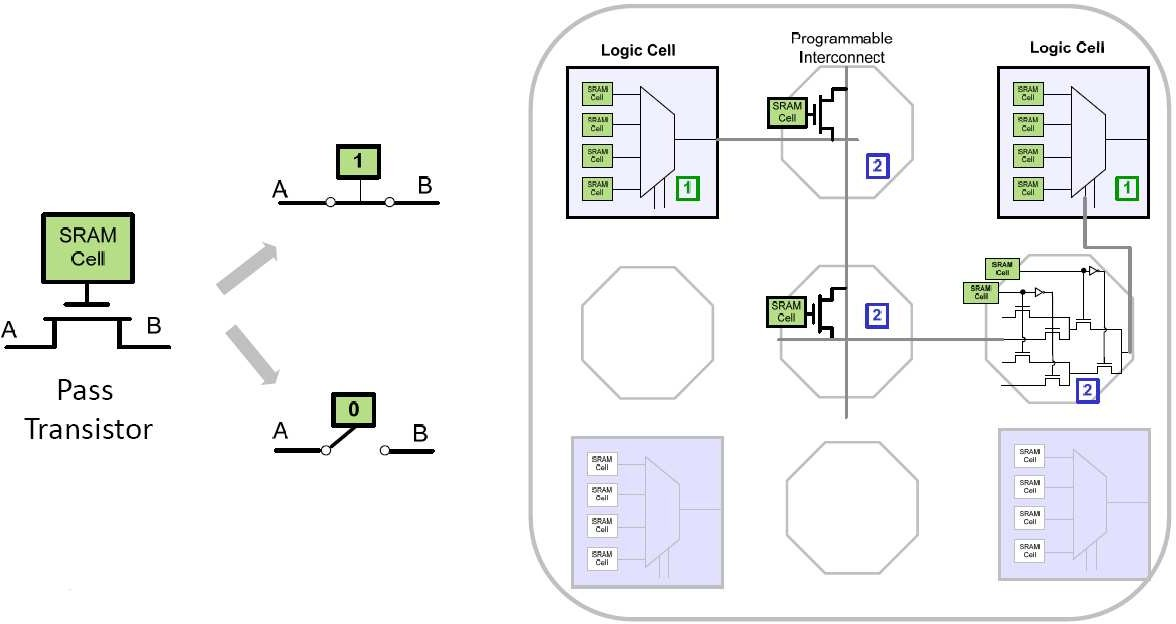 SRAM
Cell
A
B
Pass
Transistor
1
A
B
0
A
B
Logic Cell
SRAM
Cell
SRAM
Cell
SRAM
Cell
SRAM
Cell
1
Programmable
Interconnect
SRAM
Cell
2
Logic Cell
SRAM
Cell
SRAM
Cell
SRAM
Cell
SRAM
Cell
1
SRAM
Cell
2
SRAM
Cell
SRAM
Cell
2
SRAM
Cell
SRAM
Cell
SRAM
Cell
SRAM
Cell
SRAM
Cell
SRAM
Cell
SRAM
Cell
SRAM
Cell